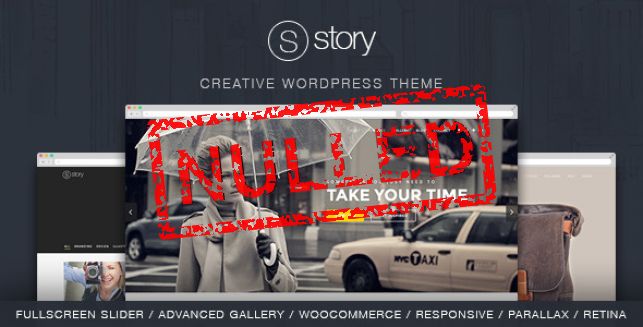 S story
CREATIVE WORDPRESS THEME
NULLED
S story
TAKE YOUR TIME
NYC TAXI
FULLSCREEN SLIDER / ADVANCED GALLERY / WOOCOMMERCE / RESPONSIVE / PARALLAX / RETINA